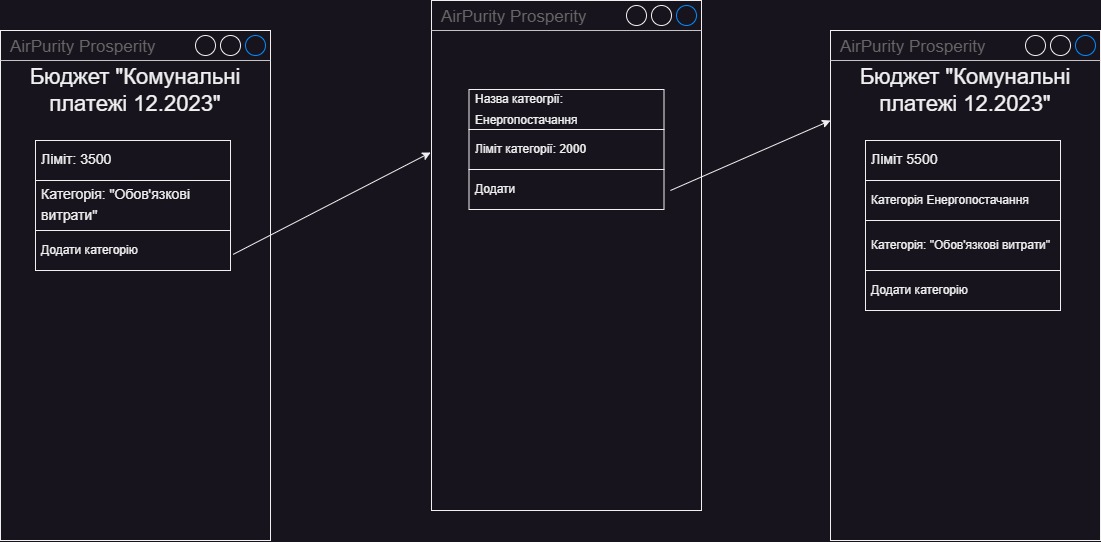 AirPurity Prosperity
Бюджет "Комунальні
платежі 12.2023"
Ліміт: 3500
Категорія: "Обов'язкові
витрати"
Додати категорію
AirPurity Prosperity
Назва катеогрії:
Енергопостачання
Ліміт категорії: 2000
Додати
AirPurity Prosperity
Бюджет "Комунальні
платежі 12.2023"
Ліміт 5500
Категорія Енергопостачання
Категорія: "Обов'язкові витрати"
Додати категорію